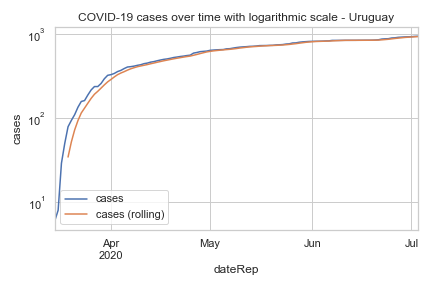 COVID-19 cases over time with logarithmic scale - Uruguay
10³
10²
10¹
cases
cases
cases (rolling)
Apr
2020
May
Jun
Jul
dateRep